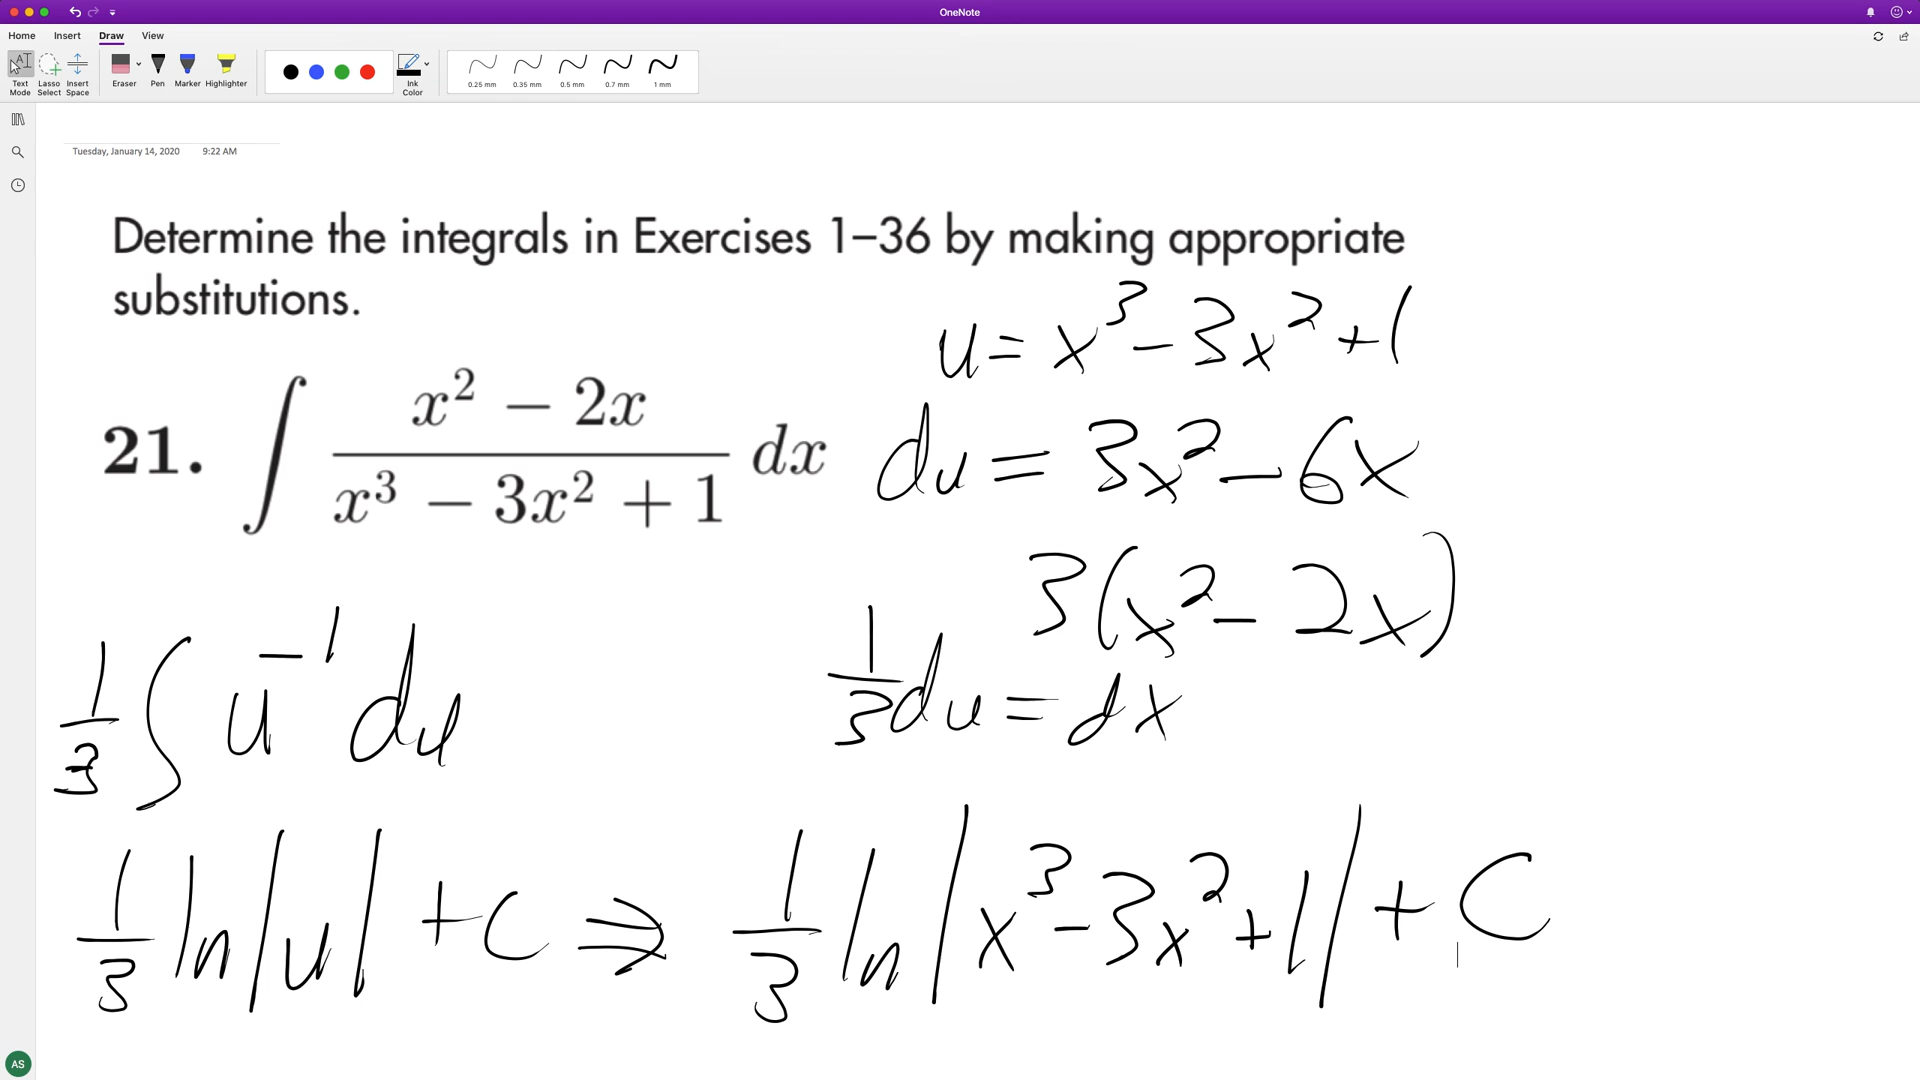 OneNote
Home Insert Draw View
Text Mode Lasso Select Insert Space Eraser Pen Marker Highlighter Ink Color 0.25 mm 0.35 mm 0.5 mm 0.7 mm 1 mm
Tuesday, January 14, 2020 9:22 AM
Determine the integrals in Exercises 1–36 by making appropriate
substitutions.
u = x³ - 3x² + 1
21. ∫ (x² − 2x)/(x³ − 3x² + 1) dx
du = 3x² - 6x
3(x² - 2x)
1/3 du = dx
1/3 ∫ u⁻¹ du
1/3 ln|u| + C ⇒ 1/3 ln|x³ - 3x² + 1| + C
AS